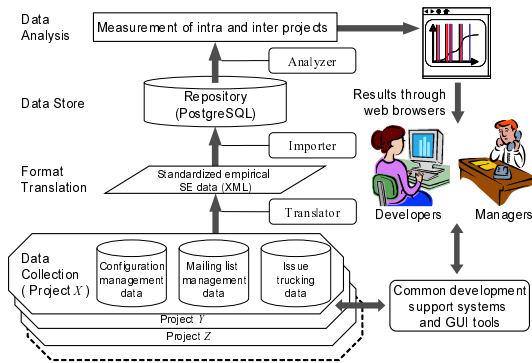 Data
Analysis
Measurement of intra and inter projects
Analyzer
Data Store
Repository
(PostgreSQL)
Results through
web browsers
Importer
Format
Translation
Standardized empirical
SE data (XML)
Translator
Developers
Managers
Data
Collection
( Project X )
Configuration
management
data
Mailing list
management
data
Issue
trucking
data
Project Y
Project Z
Common development
support systems
and GUI tools